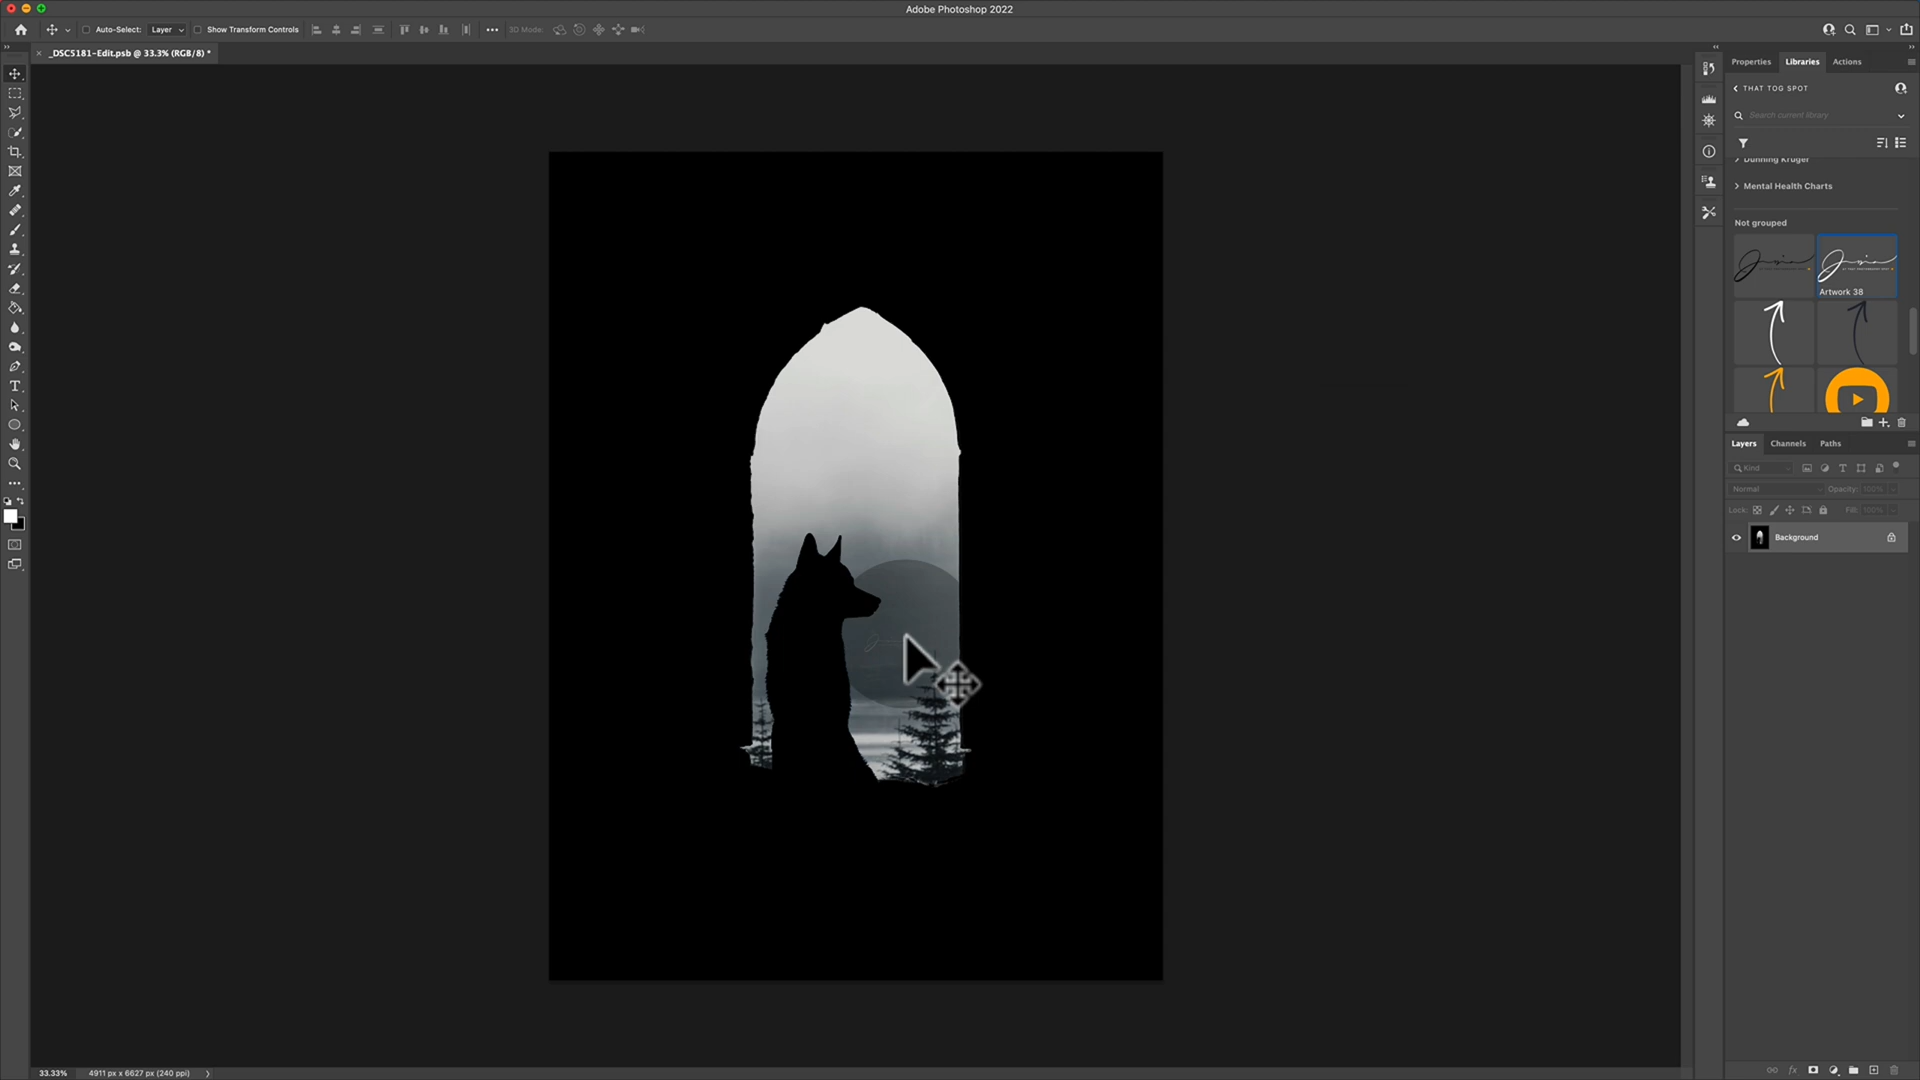 Adobe Photoshop 2022
Auto-Select:
Layer
Show Transform Controls
3D Mode:
_DSC5181-Edit.psb @ 33.3% (RGB/8) *
Properties
Libraries
Actions
THAT TOG SPOT
Search current library
Dunning Kruger
Mental Health Charts
Not grouped
Artwork 38
Layers
Channels
Paths
Kind
Normal
Opacity: 100%
Lock:
Fill: 100%
Background
33.33%
4911 px x 6627 px (240 ppi)